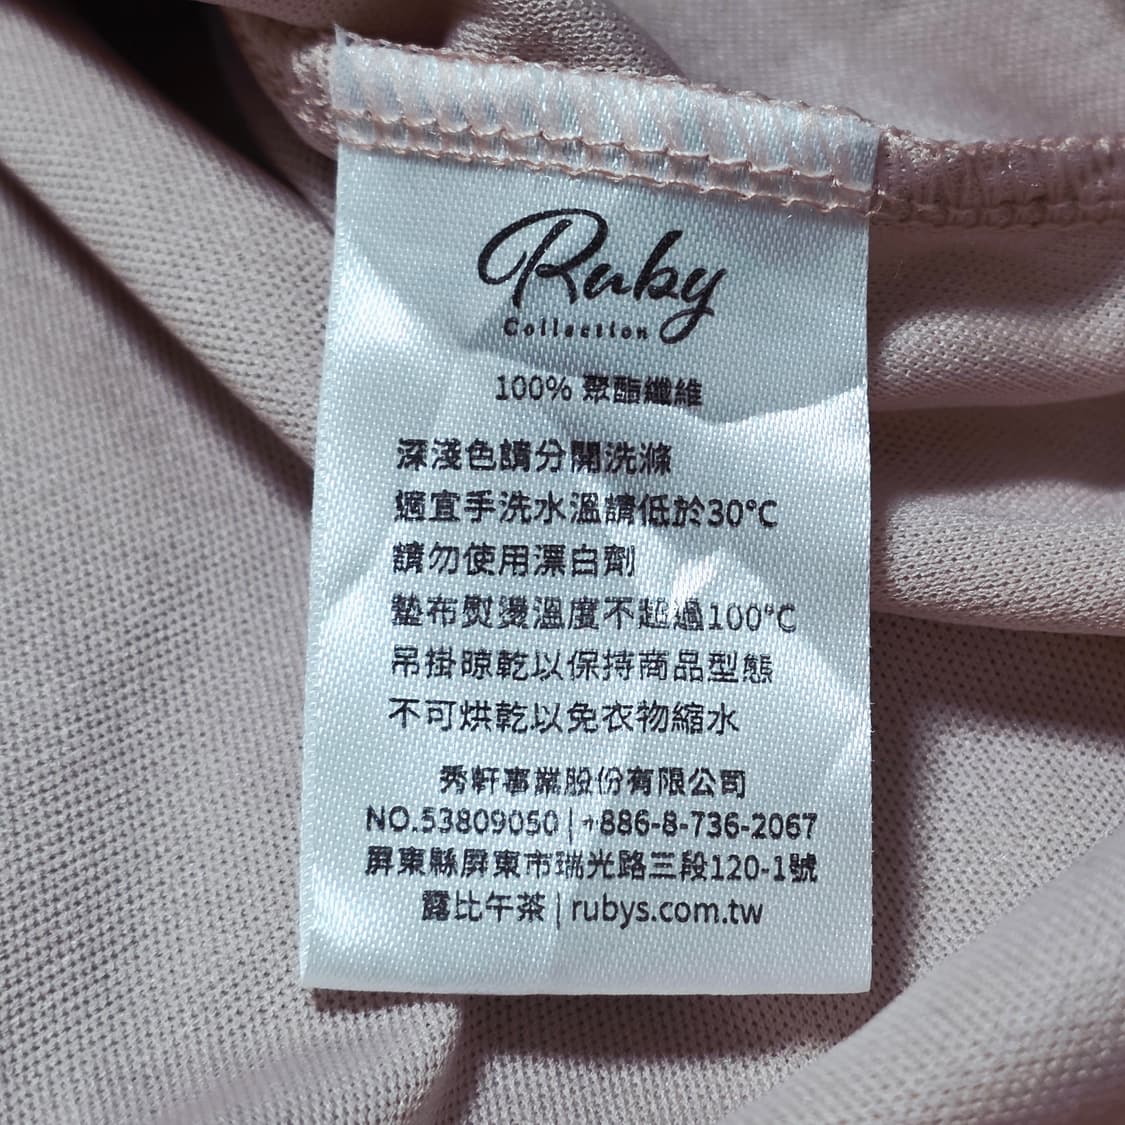 Ruby
Collection
100% 聚酯纖維
深淺色請分開洗滌
適宜手洗水溫請低於30°C
請勿使用漂白劑
墊布熨燙溫度不超過100°C
吊掛晾乾以保持商品型態
不可烘乾以免衣物縮水
秀軒事業股份有限公司
NO.53809050 | +886-8-736-2067
屏東縣屏東市瑞光路三段120-1號
露比午茶 | rubys.com.tw